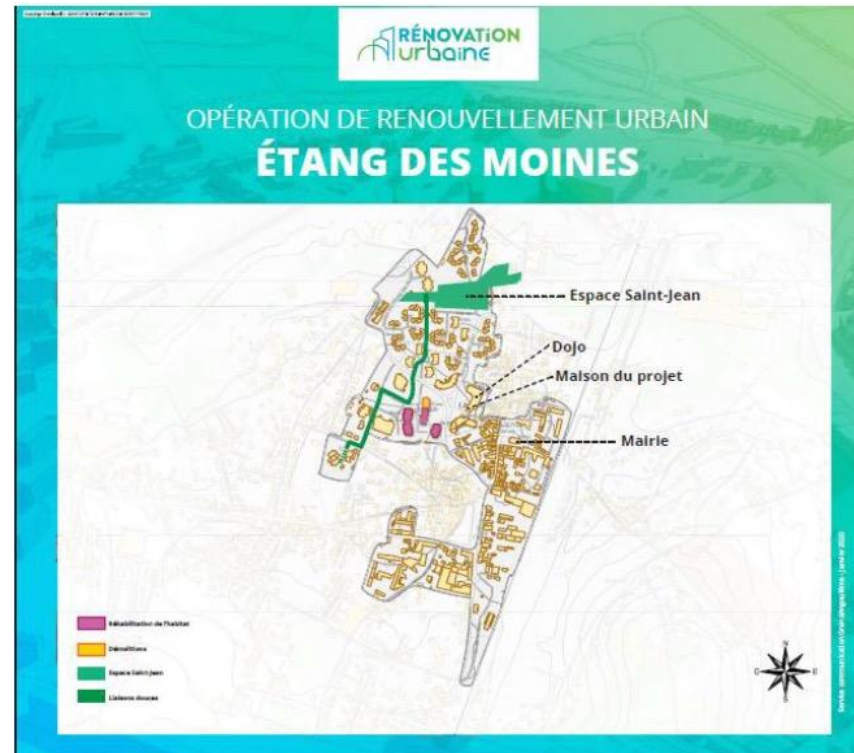 RÉNOVATION
urbaine
OPÉRATION DE RENOUVELLEMENT URBAIN
ÉTANG DES MOINES
Espace Saint-Jean
Dojo
Maison du projet
Mairie
Réhabilitation de l'habitat
Démolitions
Espace Saint-Jean
Liaisons douces
N
O
E
S